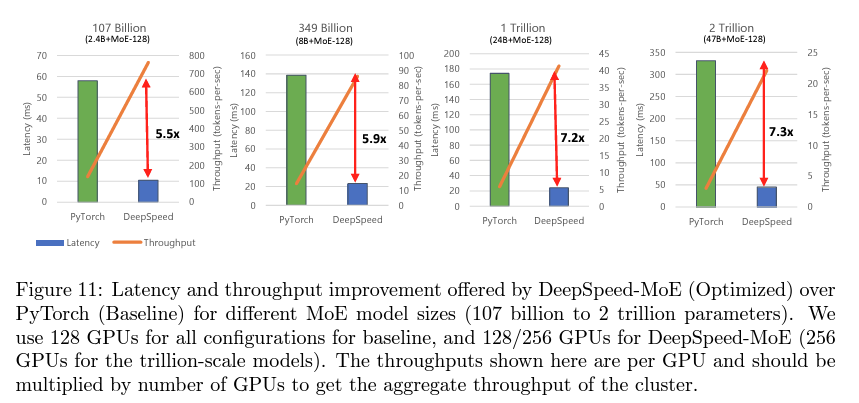 107 Billion
(2.4B+MoE-128)
70
60
50
40
30
20
10
0
Latency (ms)
800
700
600
500
400
300
200
100
0
Throughput (tokens-per-sec)
5.5x
PyTorch
DeepSpeed
349 Billion
(8B+MoE-128)
160
140
120
100
80
60
40
20
0
Latency (ms)
100
90
80
70
60
50
40
30
20
10
0
Throughput (tokens-per-sec)
5.9x
PyTorch
DeepSpeed
1 Trillion
(24B+MoE-128)
200
180
160
140
120
100
80
60
40
20
0
Latency (ms)
45
40
35
30
25
20
15
10
5
0
Throughput (tokens-per-sec)
7.2x
PyTorch
DeepSpeed
2 Trillion
(47B+MoE-128)
350
300
250
200
150
100
50
0
Latency (ms)
25
20
15
10
5
0
Throughput (tokens-per-sec)
7.3x
PyTorch
DeepSpeed
Latency
Throughput
Figure 11: Latency and throughput improvement offered by DeepSpeed-MoE (Optimized) over
PyTorch (Baseline) for different MoE model sizes (107 billion to 2 trillion parameters). We
use 128 GPUs for all configurations for baseline, and 128/256 GPUs for DeepSpeed-MoE (256
GPUs for the trillion-scale models). The throughputs shown here are per GPU and should be
multiplied by number of GPUs to get the aggregate throughput of the cluster.